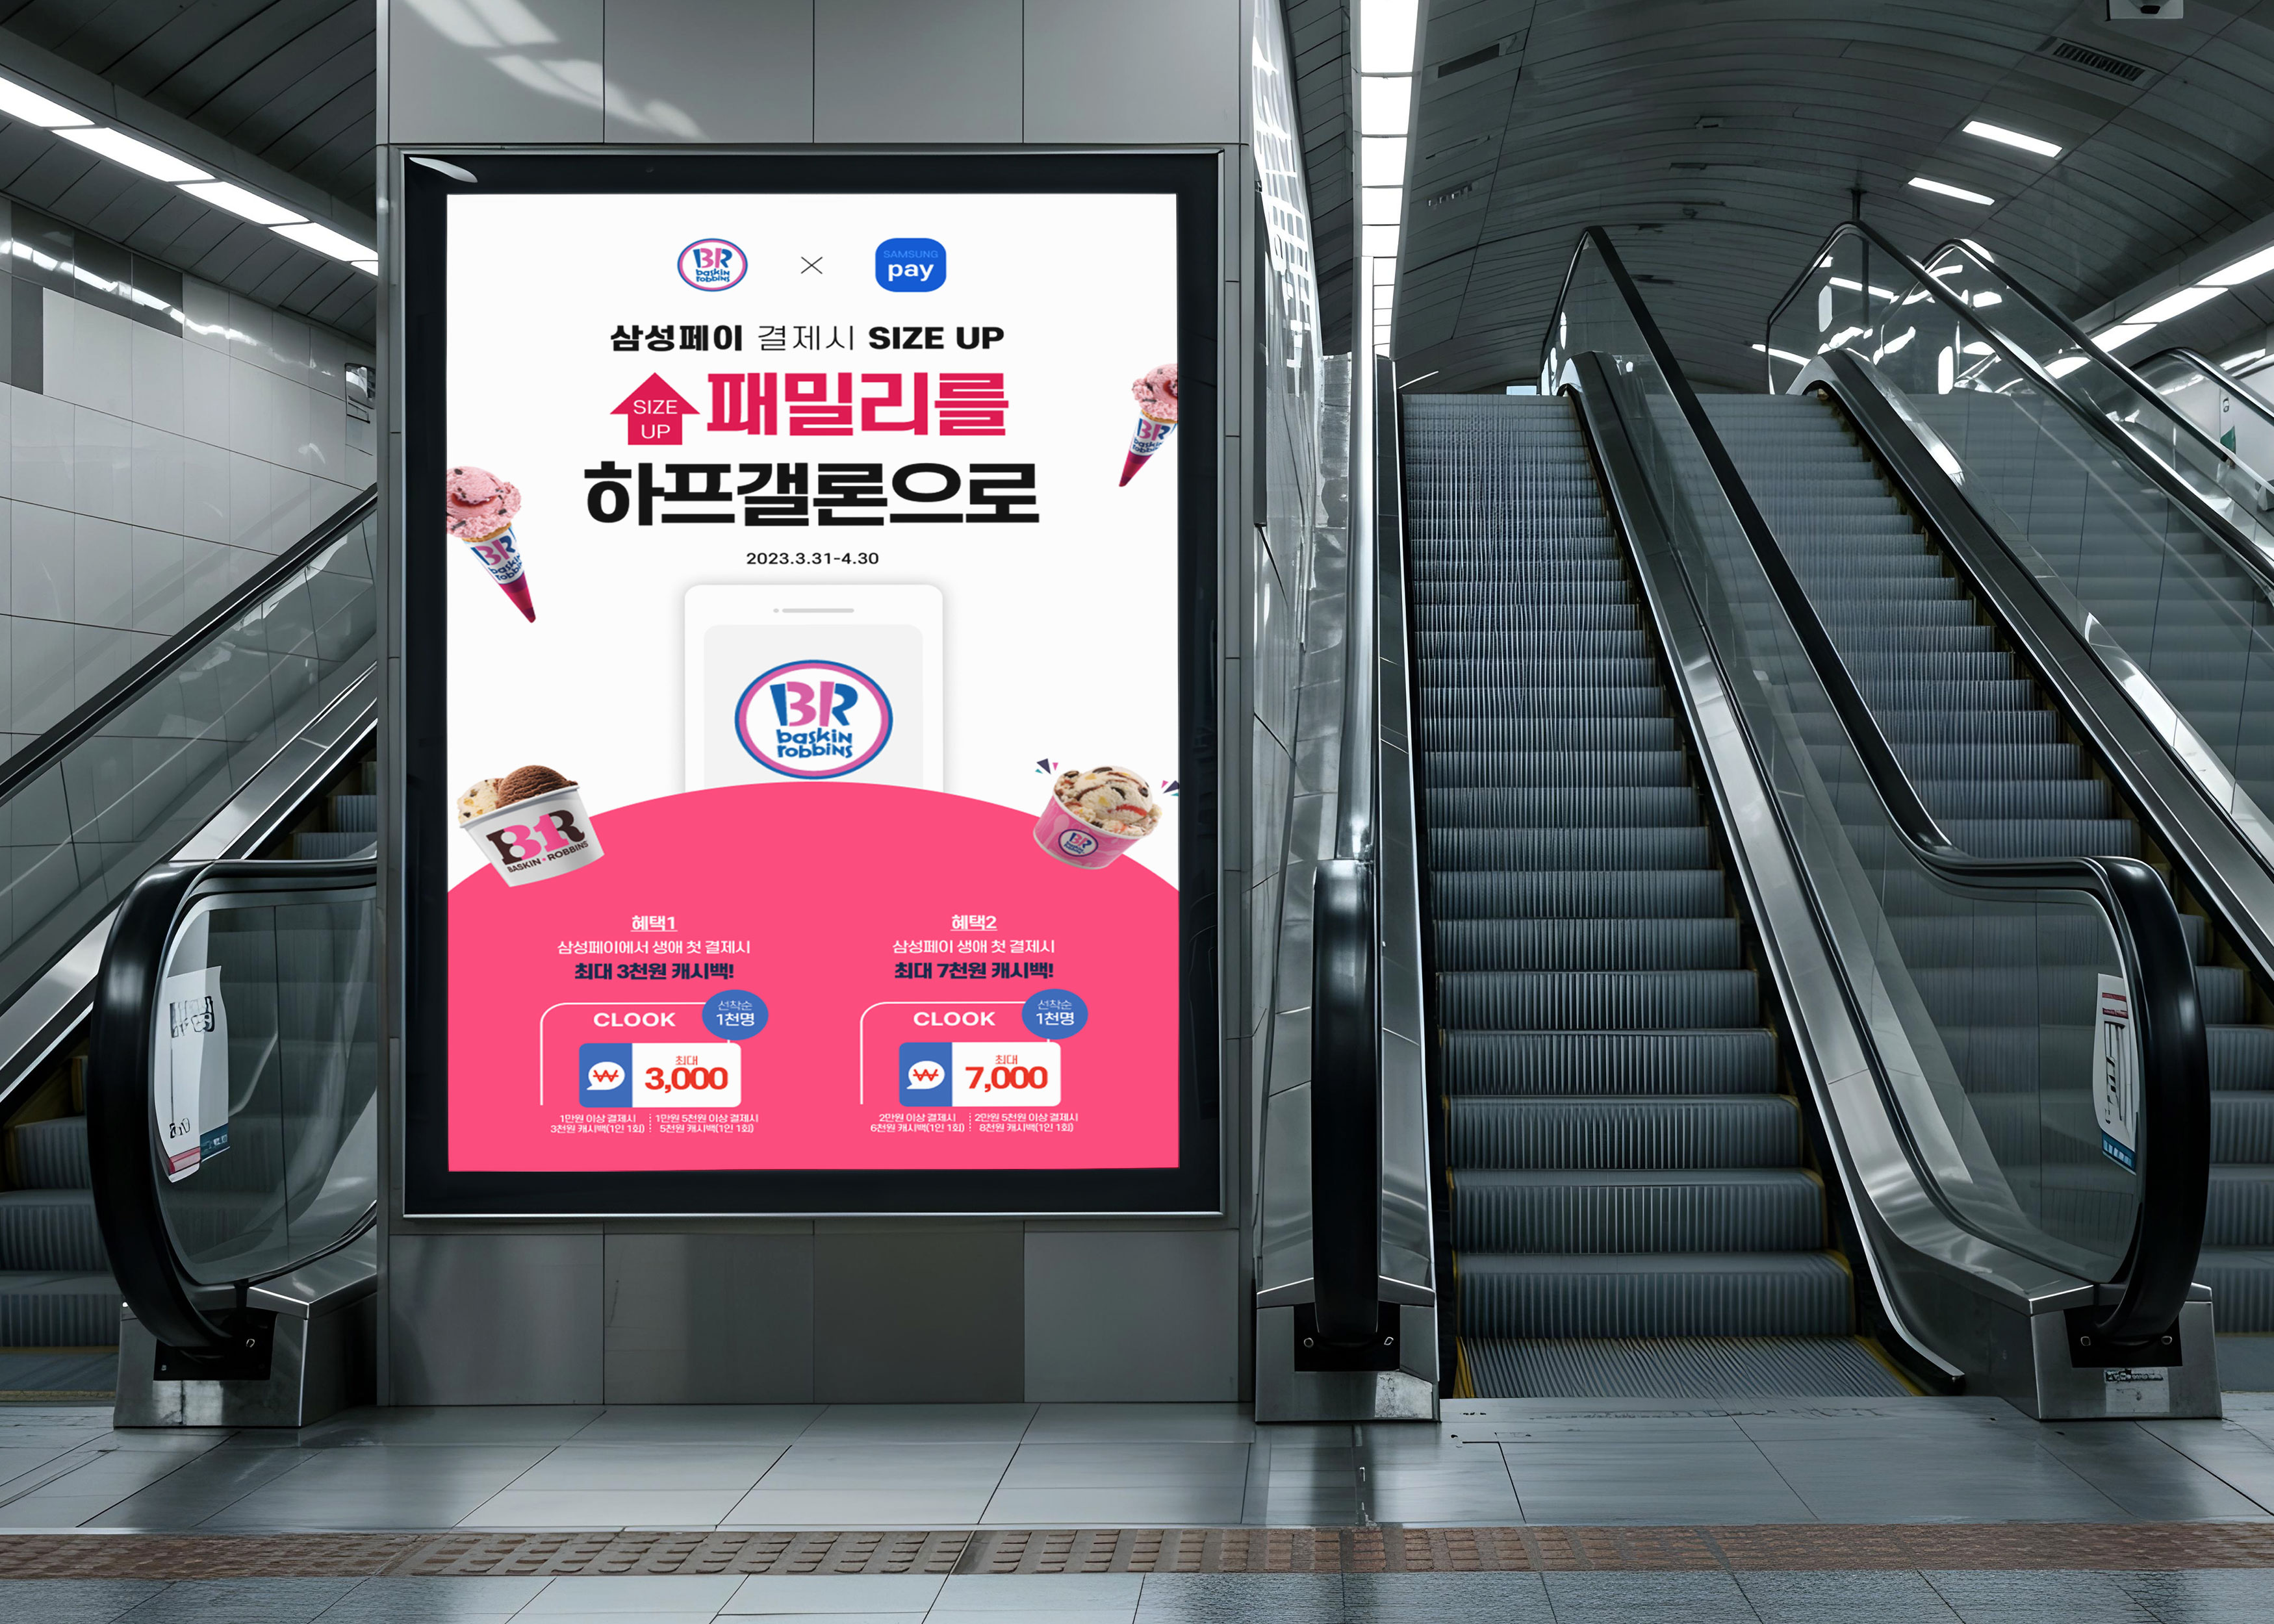 BR
baskin
robbins
SAMSUNG
pay
삼성페이 결제시 SIZE UP
SIZE
UP
패밀리를
하프갤론으로
2023.3.31-4.30
BR
baskin
robbins
BR
baskin
robbins
BR
baskin
robbins
BR
BASKIN·ROBBINS
BR
혜택1
삼성페이에서 생애 첫 결제시
최대 3천원 캐시백!
CLOOK
선착순
1천명
최대
3,000
1만원 이상 결제시
3천원 캐시백(1인 1회)
1만원 5천원 이상 결제시
5천원 캐시백(1인 1회)
혜택2
삼성페이 생애 첫 결제시
최대 7천원 캐시백!
CLOOK
선착순
1천명
최대
7,000
2만원 이상 결제시
6천원 캐시백(1인 1회)
2만원 5천원 이상 결제시
8천원 캐시백(1인 1회)